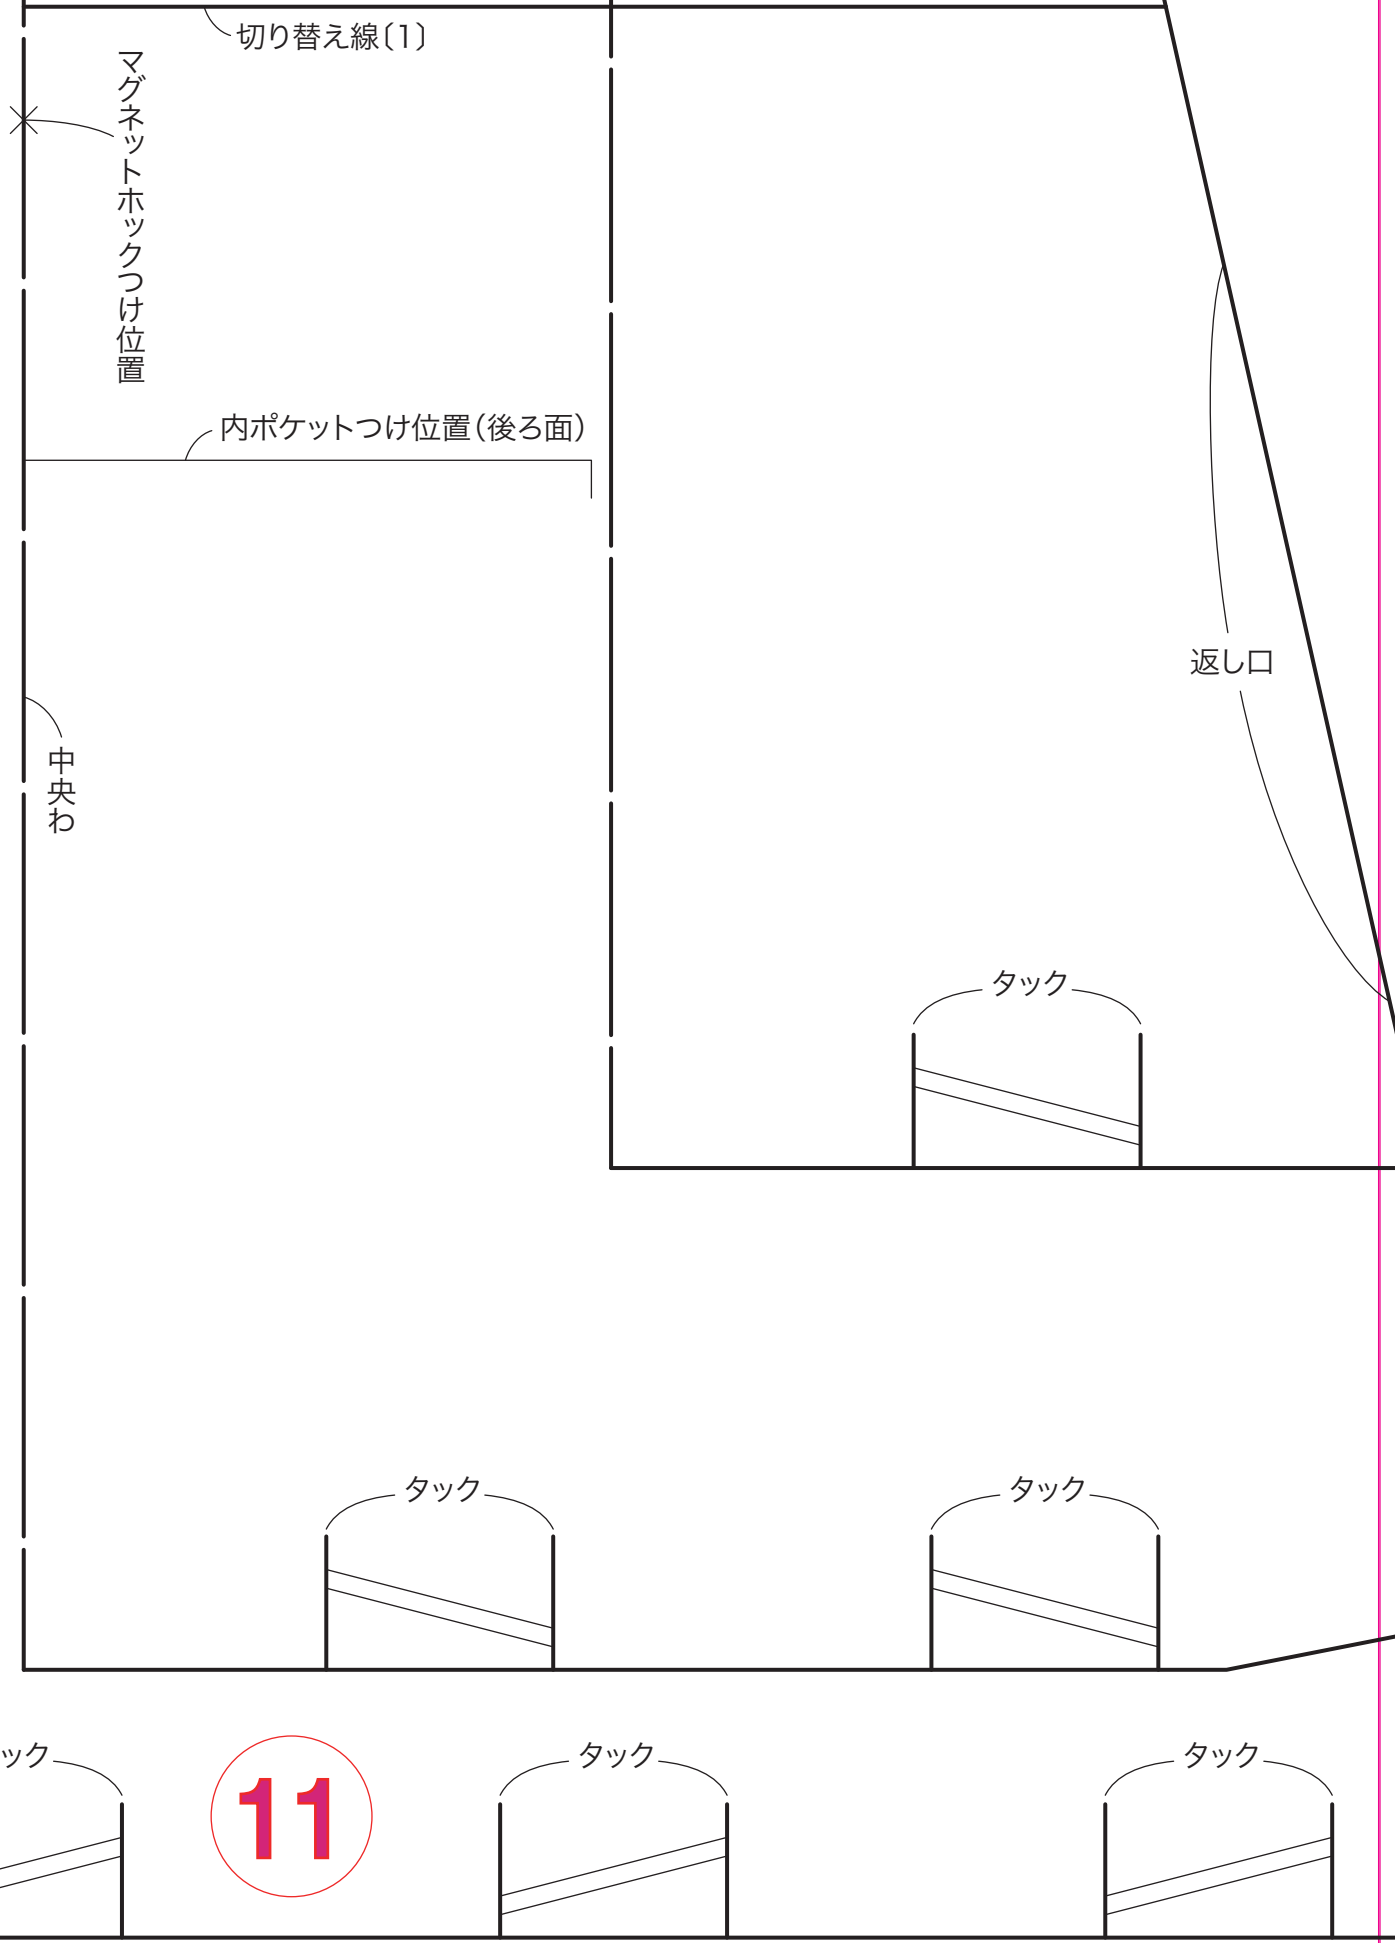 切り替え線〔1〕
マグネットホックつけ位置
内ポケットつけ位置（後ろ面）
返し口
中央わ
タック
タック
タック
ック
11
タック
タック